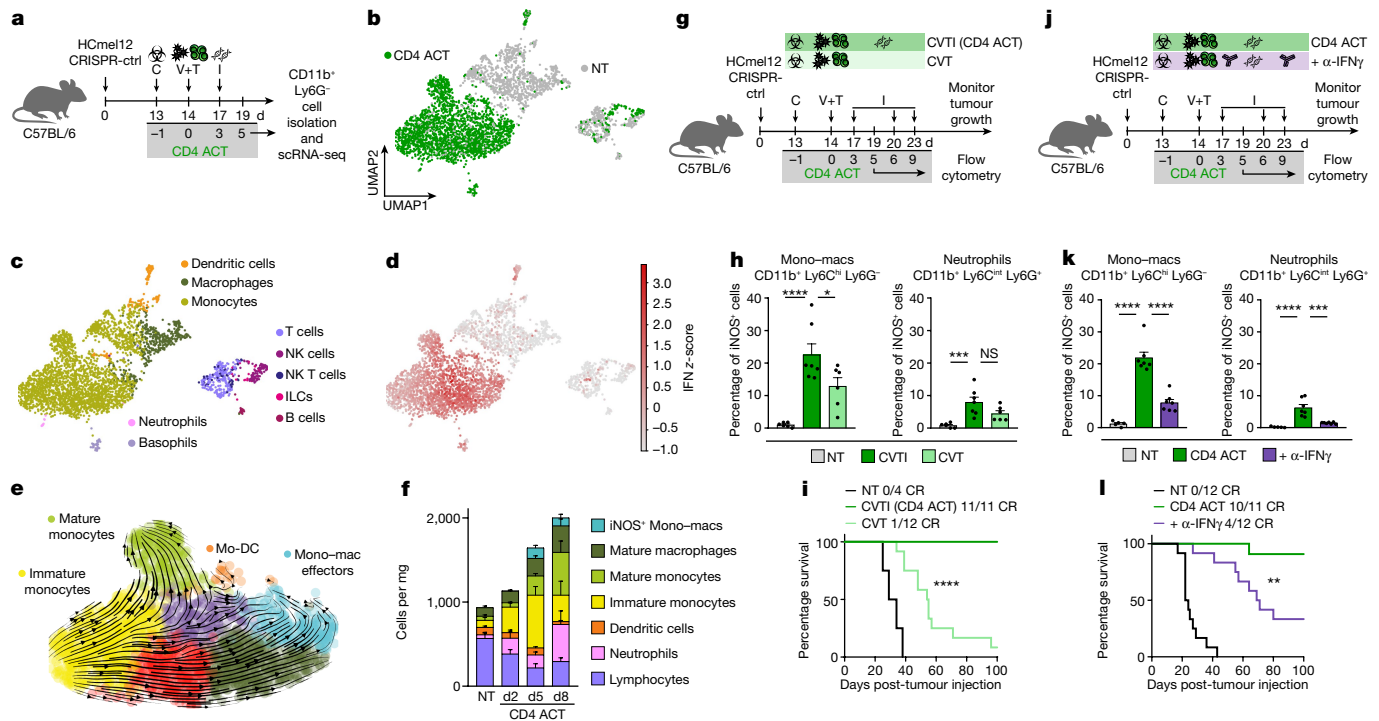 a
HCmel12
CRISPR-ctrl
C V+T I
0 13 14 17 19 d
–1 0 3 5
CD4 ACT
C57BL/6
CD11b⁺
Ly6G⁻
cell
isolation
and
scRNA-seq
b
CD4 ACT
NT
UMAP2
UMAP1
g
CVTI (CD4 ACT)
CVT
HCmel12
CRISPR-
ctrl
C V+T I
Monitor
tumour
growth
0 13 14 17 19 20 23 d
–1 0 3 5 6 9
CD4 ACT
Flow
cytometry
C57BL/6
j
CD4 ACT
+ α-IFNγ
HCmel12
CRISPR-
ctrl
C V+T I
Monitor
tumour
growth
0 13 14 17 19 20 23 d
–1 0 3 5 6 9
CD4 ACT
Flow
cytometry
C57BL/6
c
Dendritic cells
Macrophages
Monocytes
T cells
NK cells
NK T cells
ILCs
B cells
Neutrophils
Basophils
d
3.0
2.5
2.0
1.5
1.0
0.5
0
–0.5
–1.0
IFN z-score
h
Mono–macs
CD11b⁺ Ly6Cʰⁱ Ly6G⁻
Percentage of iNOS⁺ cells
40
30
20
10
0
**** *
Neutrophils
CD11b⁺ Ly6Cⁱⁿᵗ Ly6G⁺
Percentage of iNOS⁺ cells
40
30
20
10
0
*** NS
NT CVTI CVT
k
Mono–macs
CD11b⁺ Ly6Cʰⁱ Ly6G⁻
Percentage of iNOS⁺ cells
40
30
20
10
0
**** ****
Neutrophils
CD11b⁺ Ly6Cⁱⁿᵗ Ly6G⁺
Percentage of iNOS⁺ cells
40
30
20
10
0
**** ***
NT CD4 ACT + α-IFNγ
e
Mature
monocytes
Mo-DC
Mono–mac
effectors
Immature
monocytes
f
Cells per mg
2,000
1,000
0
NT d2 d5 d8
CD4 ACT
iNOS⁺ Mono–macs
Mature macrophages
Mature monocytes
Immature monocytes
Dendritic cells
Neutrophils
Lymphocytes
i
NT 0/4 CR
CVTI (CD4 ACT) 11/11 CR
CVT 1/12 CR
Percentage survival
100
50
0
****
0 20 40 60 80 100
Days post-tumour injection
l
NT 0/12 CR
CD4 ACT 10/11 CR
+ α-IFNγ 4/12 CR
Percentage survival
100
50
0
**
0 20 40 60 80 100
Days post-tumour injection